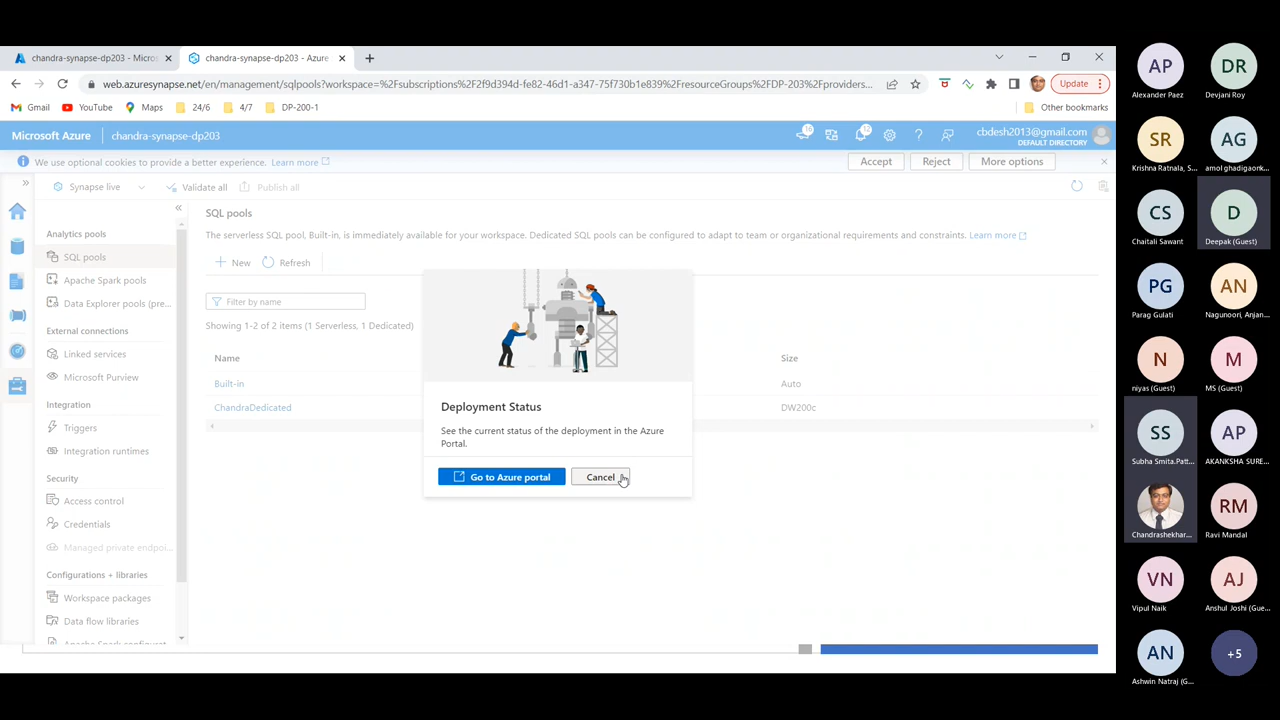 chandra-synapse-dp203 - Micros
chandra-synapse-dp203 - Azure
web.azuresynapse.net/en/management/sqlpools?workspace=%2Fsubscriptions%2F2f9d394d-fe82-46d1-a347-75f730b1e839%2FresourceGroups%2FDP-203%2Fproviders...
Update
Gmail
YouTube
Maps
24/6
4/7
DP-200-1
Other bookmarks
Microsoft Azure
chandra-synapse-dp203
cbdesh2013@gmail.com
DEFAULT DIRECTORY
We use optional cookies to provide a better experience. Learn more
Accept
Reject
More options
Synapse live
Validate all
Publish all
Analytics pools
SQL pools
Apache Spark pools
Data Explorer pools (pre...
External connections
Linked services
Microsoft Purview
Integration
Triggers
Integration runtimes
Security
Access control
Credentials
Managed private endpoi...
Configurations + libraries
Workspace packages
Data flow libraries
Apache Spark configurat...
SQL pools
The serverless SQL pool, Built-in, is immediately available for your workspace. Dedicated SQL pools can be configured to adapt to team or organizational requirements and constraints. Learn more
New
Refresh
Filter by name
Showing 1-2 of 2 items (1 Serverless, 1 Dedicated)
Name
Size
Built-in
Auto
ChandraDedicated
DW200c
Deployment Status
See the current status of the deployment in the Azure
Portal.
Go to Azure portal
Cancel
AP
Alexander Paez
DR
Devjani Roy
SR
Krishna Ratnala, S...
AG
amol ghadigaonk...
CS
Chaitali Sawant
D
Deepak (Guest)
PG
Parag Gulati
AN
Nagunoori, Anjan...
N
niyas (Guest)
M
MS (Guest)
SS
Subha Smita.Patt...
AP
AKANKSHA SURE...
Chandrashekhar...
RM
Ravi Mandal
VN
Vipul Naik
AJ
Anshul Joshi (Gue...
AN
Ashwin Natraj (G...
+5